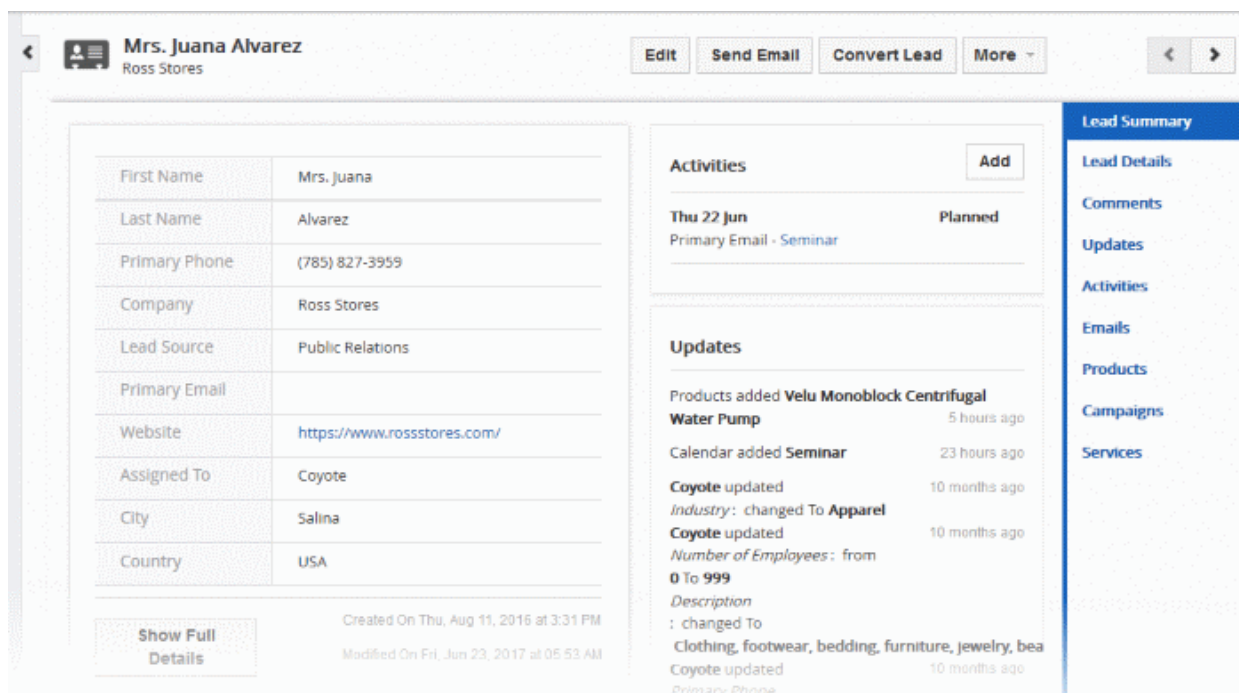 Mrs. Juana Alvarez
Ross Stores
Edit
Send Email
Convert Lead
More
First Name Mrs. Juana
Last Name Alvarez
Primary Phone (785) 827-3959
Company Ross Stores
Lead Source Public Relations
Primary Email
Website https://www.rossstores.com/
Assigned To Coyote
City Salina
Country USA
Show Full
Details
Created On Thu, Aug 11, 2016 at 3:31 PM
Modified On Fri, Jun 23, 2017 at 05:53 AM
Activities
Add
Thu 22 Jun Planned
Primary Email - Seminar
Updates
Products added Velu Monoblock Centrifugal
Water Pump 5 hours ago
Calendar added Seminar 23 hours ago
Coyote updated 10 months ago
Industry : changed To Apparel
Coyote updated 10 months ago
Number of Employees : from
0 To 999
Description
: changed To
Clothing, footwear, bedding, furniture, jewelry, bea
Coyote updated 10 months ago
Primary Phone
Lead Summary
Lead Details
Comments
Updates
Activities
Emails
Products
Campaigns
Services